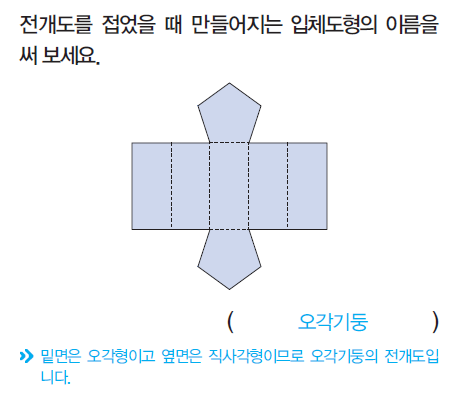 전개도를 접었을 때 만들어지는 입체도형의 이름을
써 보세요.
( 오각기둥 )
» 밑면은 오각형이고 옆면은 직사각형이므로 오각기둥의 전개도입
니다.